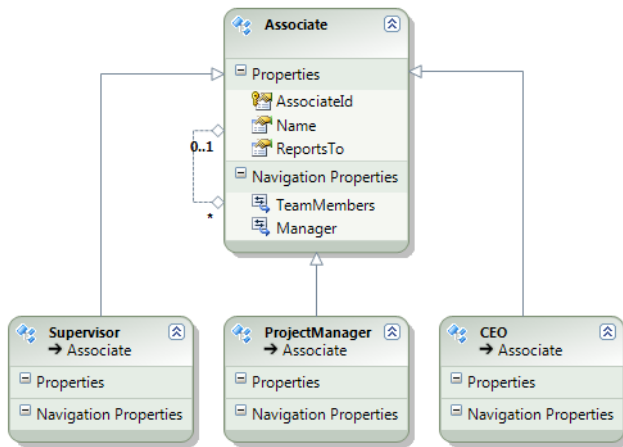 Associate
Properties
AssociateId
Name
ReportsTo
Navigation Properties
TeamMembers
Manager
0..1
*
Supervisor
→ Associate
Properties
Navigation Properties
ProjectManager
→ Associate
Properties
Navigation Properties
CEO
→ Associate
Properties
Navigation Properties